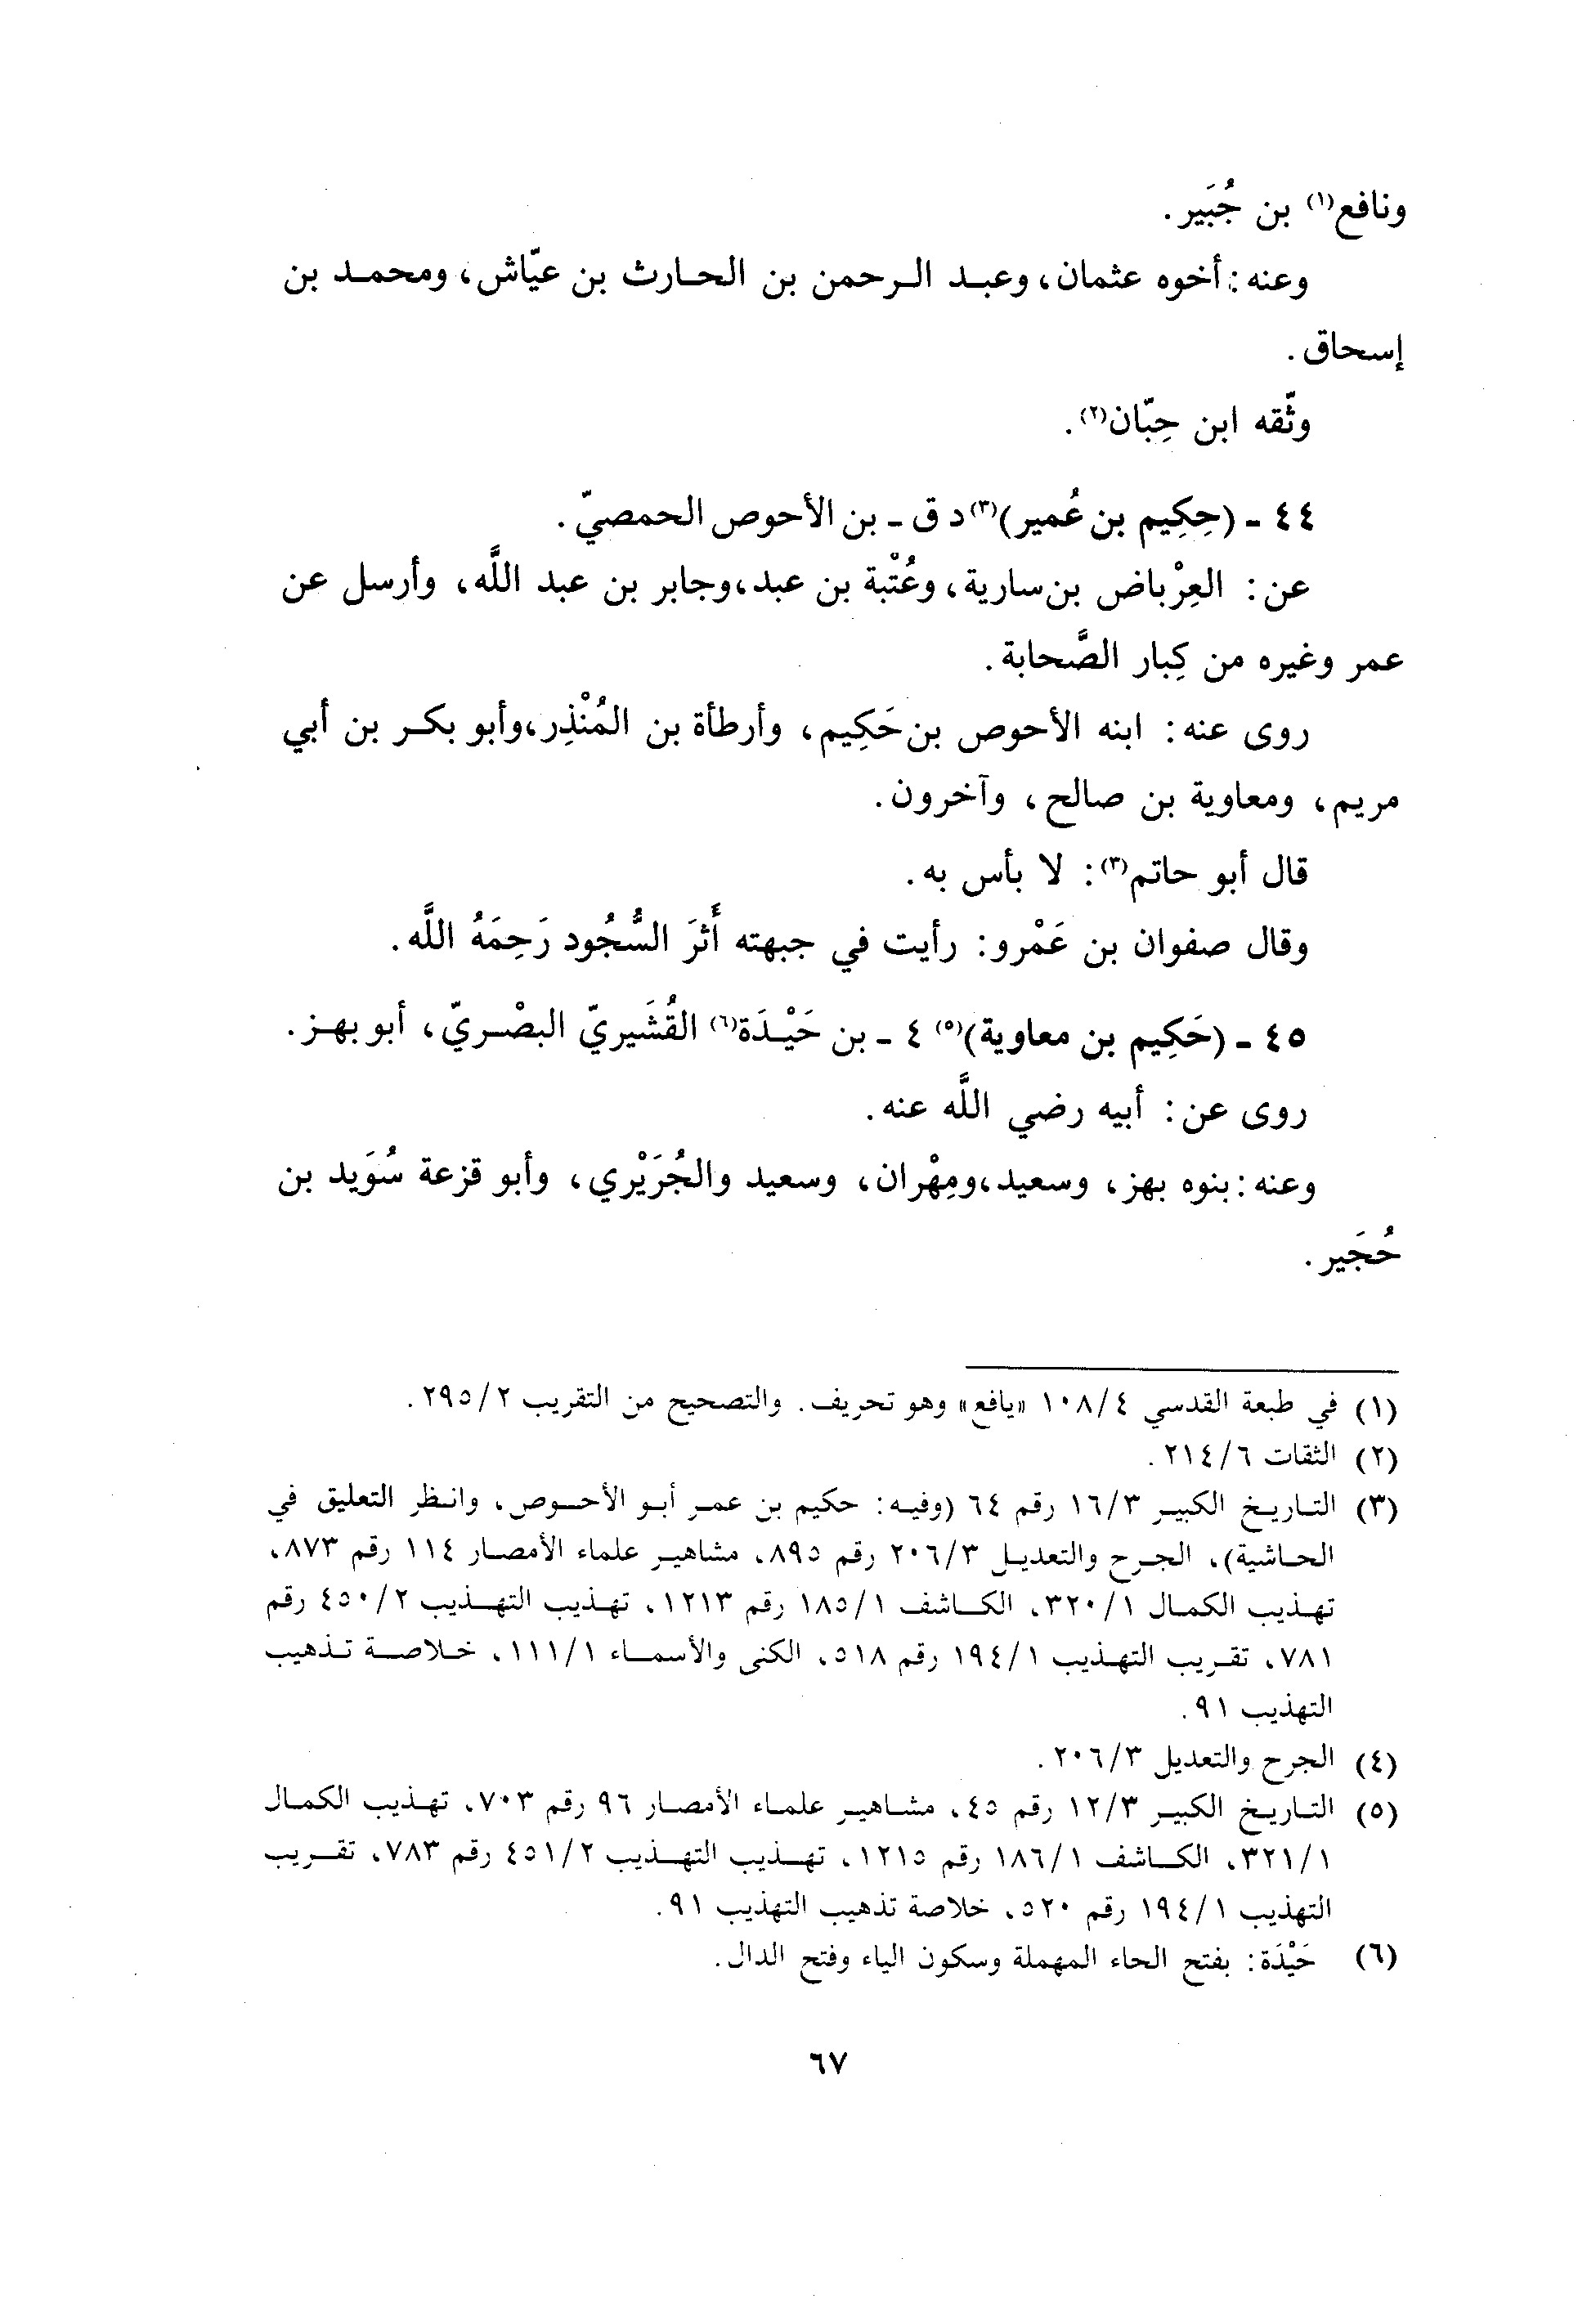 ونافع(١) بن جُبَير.
وعنه: أخوه عثمان، وعبد الرحمن بن الحارث بن عيّاش، ومحمد بن
إسحاق.
وثّقه ابن حِبّان(٢).
٤٤ - (حِكِيم بن عُمير)(٣) د ق - بن الأحوص الحمصيّ.
عن: العِرْباض بن سارية، وعُتْبة بن عبد، وجابر بن عبد اللَّه، وأرسل عن
عمر وغيره من كِبار الصَّحابة.
روى عنه: ابنه الأحوص بن حَكِيم، وأرطأة بن المُنْذِر، وأبو بكر بن أبي
مريم، ومعاوية بن صالح، وآخرون.
قال أبو حاتم(٣): لا بأس به.
وقال صفوان بن عَمْرو: رأيت في جبهته أَثرَ السُّجُود رَحِمَهُ اللَّه.
٤٥ - (حَكِيم بن معاوية)(٥) ٤ - بن حَيْدَة(٦) القُشَيريّ البصْريّ، أبو بهز.
روى عن: أبيه رضي اللَّه عنه.
وعنه: بنوه بهز، وسعيد، ومِهْران، وسعيد والجُرَيْري، وأبو قزعة سُوَيد بن
حُجَير.
(١) في طبعة القدسي ١٠٨/٤ «يافع» وهو تحريف. والتصحيح من التقريب ٢٩٥/٢.
(٢) الثقات ٢١٤/٦.
(٣) التاريخ الكبير ١٦/٣ رقم ٦٤ (وفيه: حكيم بن عمر أبو الأحوص، وانظر التعليق في
الحاشية)، الجرح والتعديل ٢٠٦/٣ رقم ٨٩٥، مشاهير علماء الأمصار ١١٤ رقم ٨٧٣،
تهذيب الكمال ٣٢٠/١، الكاشف ١٨٥/١ رقم ١٢١٣، تهذيب التهذيب ٤٥٠/٢ رقم
٧٨١، تقريب التهذيب ١٩٤/١ رقم ٥١٨، الكنى والأسماء ١١١/١، خلاصة تذهيب
التهذيب ٩١.
(٤) الجرح والتعديل ٢٠٦/٣.
(٥) التاريخ الكبير ١٢/٣ رقم ٤٥، مشاهير علماء الأمصار ٩٦ رقم ٧٠٣، تهذيب الكمال
٣٢١/١، الكاشف ١٨٦/١ رقم ١٢١٥، تهذيب التهذيب ٤٥١/٢ رقم ٧٨٣، تقريب
التهذيب ١٩٤/١ رقم ٥٢٠، خلاصة تذهيب التهذيب ٩١.
(٦) حَيْدَة: بفتح الحاء المهملة وسكون الياء وفتح الدال.
٦٧